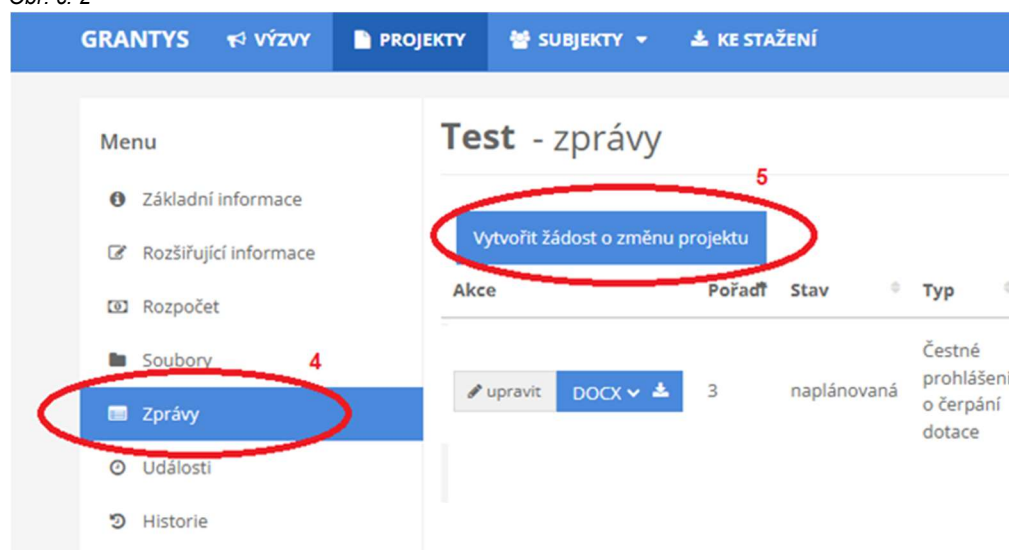 GRANTYS VÝZVY PROJEKTY SUBJEKTY KE STAŽENÍ
Menu
Základní informace
Rozšiřující informace
Rozpočet
Soubory
4
Zprávy
Události
Historie
Test - zprávy
5
Vytvořit žádost o změnu projektu
Akce Pořadí Stav Typ
upravit DOCX 3 naplánovaná
Čestné
prohlášení
o čerpání
dotace